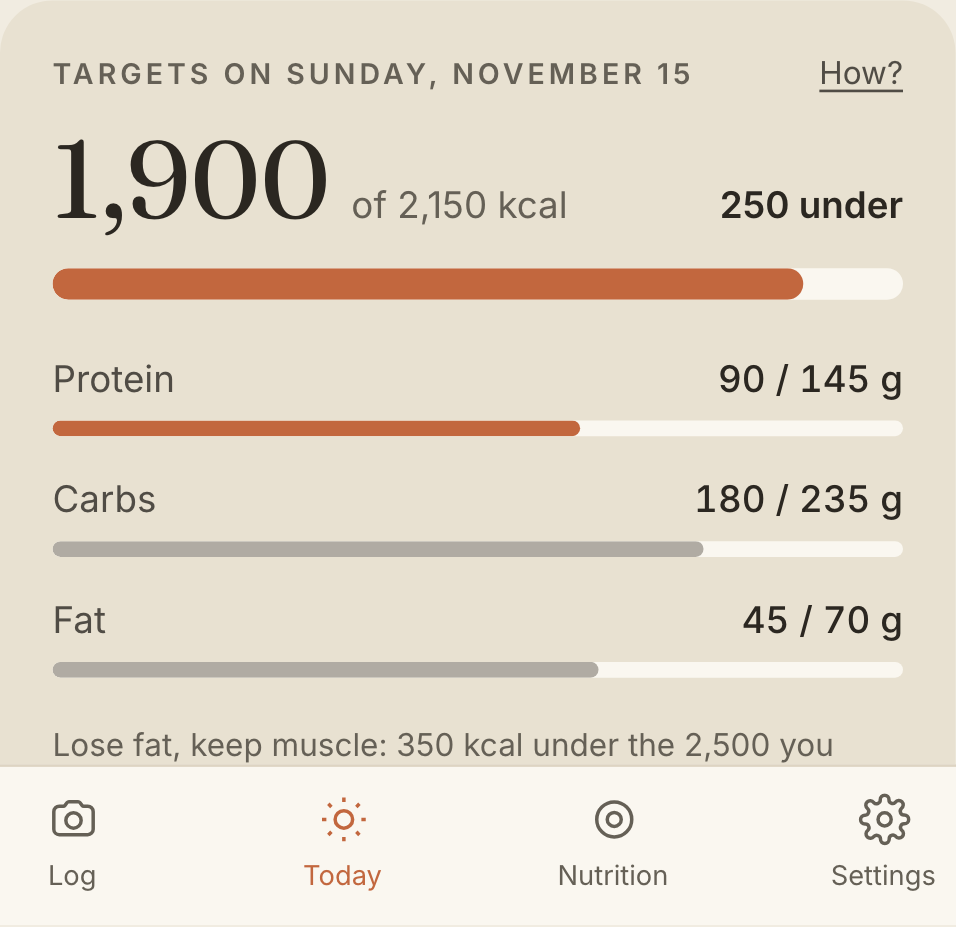 TARGETS ON SUNDAY, NOVEMBER 15 How?
1,900 of 2,150 kcal 250 under
Protein 90 / 145 g
Carbs 180 / 235 g
Fat 45 / 70 g
Lose fat, keep muscle: 350 kcal under the 2,500 you
Log Today Nutrition Settings